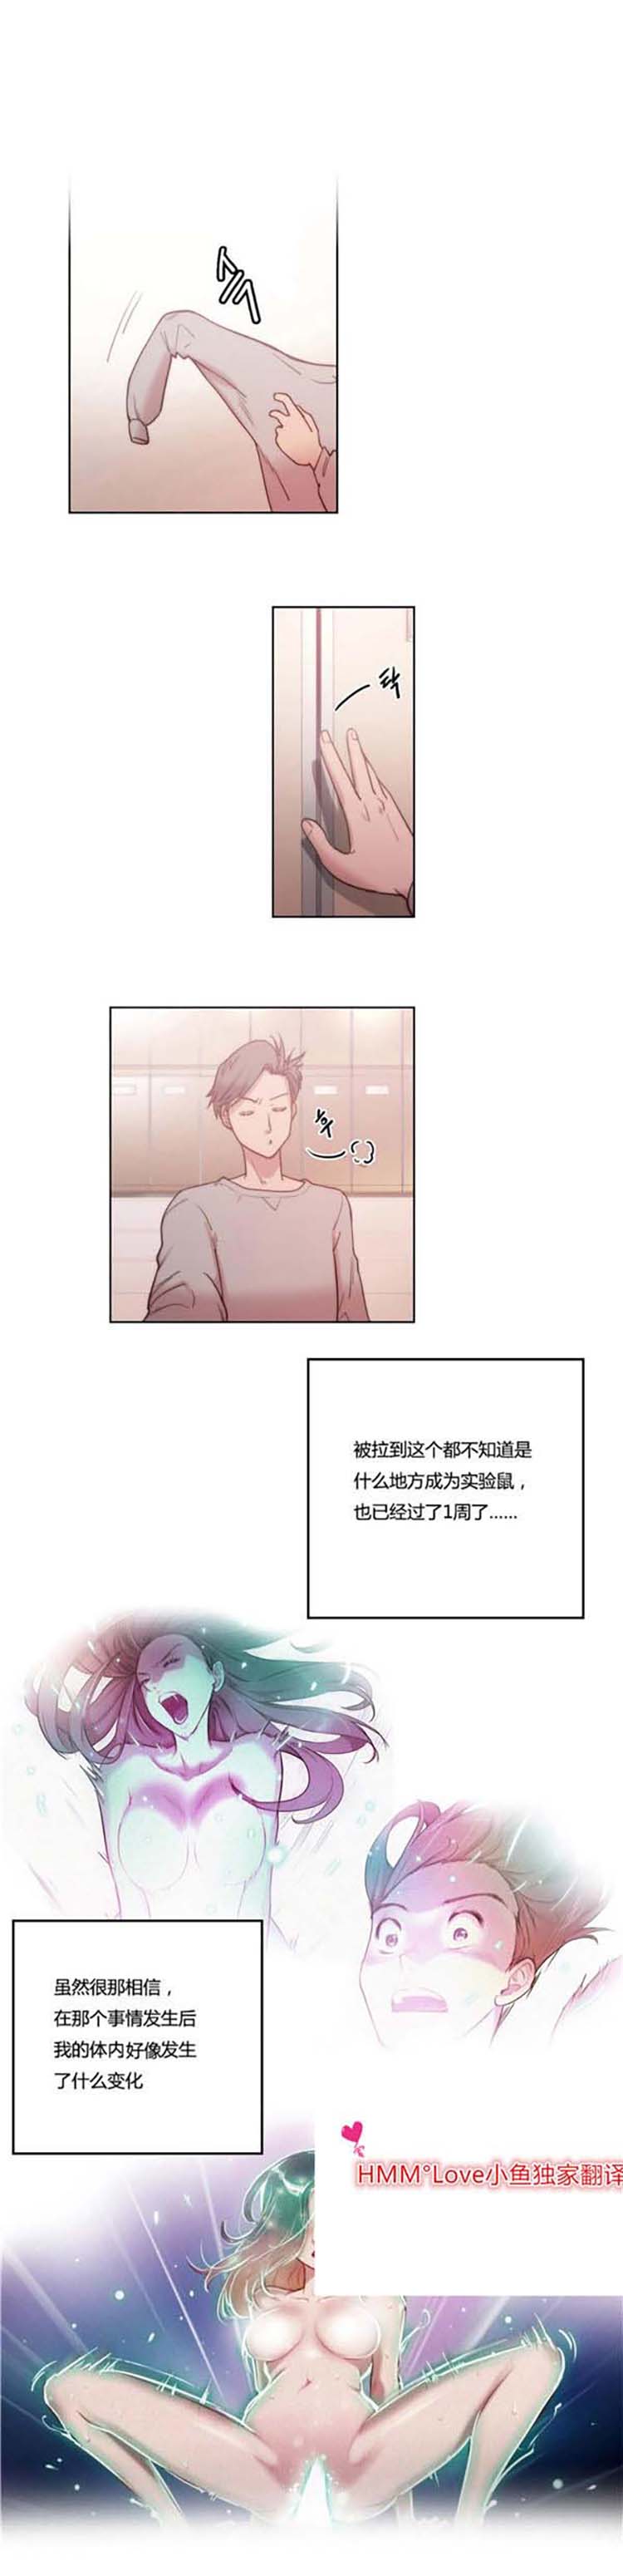 슥
탁
후
被拉到这个都不知道是
什么地方成为实验鼠，
也已经过了1周了......
虽然很那相信，
在那个事情发生后
我的体内好像发生
了什么变化
HMM°Love小鱼独家翻译